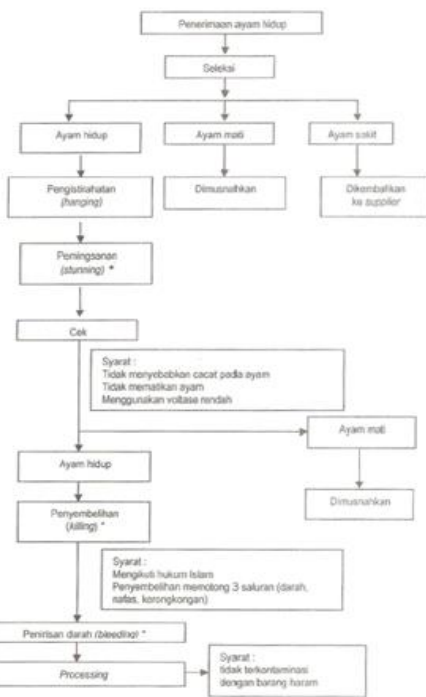 Penerimaan ayam hidup
Seleksi
Ayam hidup
Ayam mati
Ayam sakit
Pengistirahatan
(hanging)
Dimusnahkan
Dikembalikan
ke supplier
Pemingsanan
(stunning) *
Cek
Syarat :
Tidak menyebabkan cacat pada ayam
Tidak mematikan ayam
Menggunakan voltase rendah
Ayam mati
Ayam hidup
Dimusnahkan
Penyembelihan
(killing) *
Syarat :
Mengikuti hukum Islam
Penyembelihan memotong 3 saluran (darah,
nafas, kerongkongan)
Penirisan darah (bleeding) *
Processing
Syarat :
tidak terkontaminasi
dengan barang haram